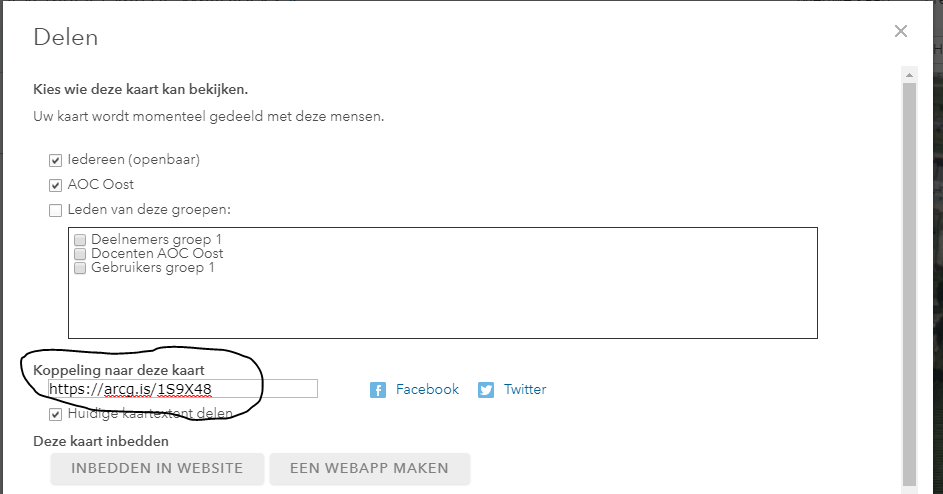 Delen
Kies wie deze kaart kan bekijken.
Uw kaart wordt momenteel gedeeld met deze mensen.
Iedereen (openbaar)
AOC Oost
Leden van deze groepen:
Deelnemers groep 1
Docenten AOC Oost
Gebruikers groep 1
Koppeling naar deze kaart
https://arcg.is/1S9X48
Facebook
Twitter
Huidige kaartextent delen
Deze kaart inbedden
INBEDDEN IN WEBSITE
EEN WEBAPP MAKEN